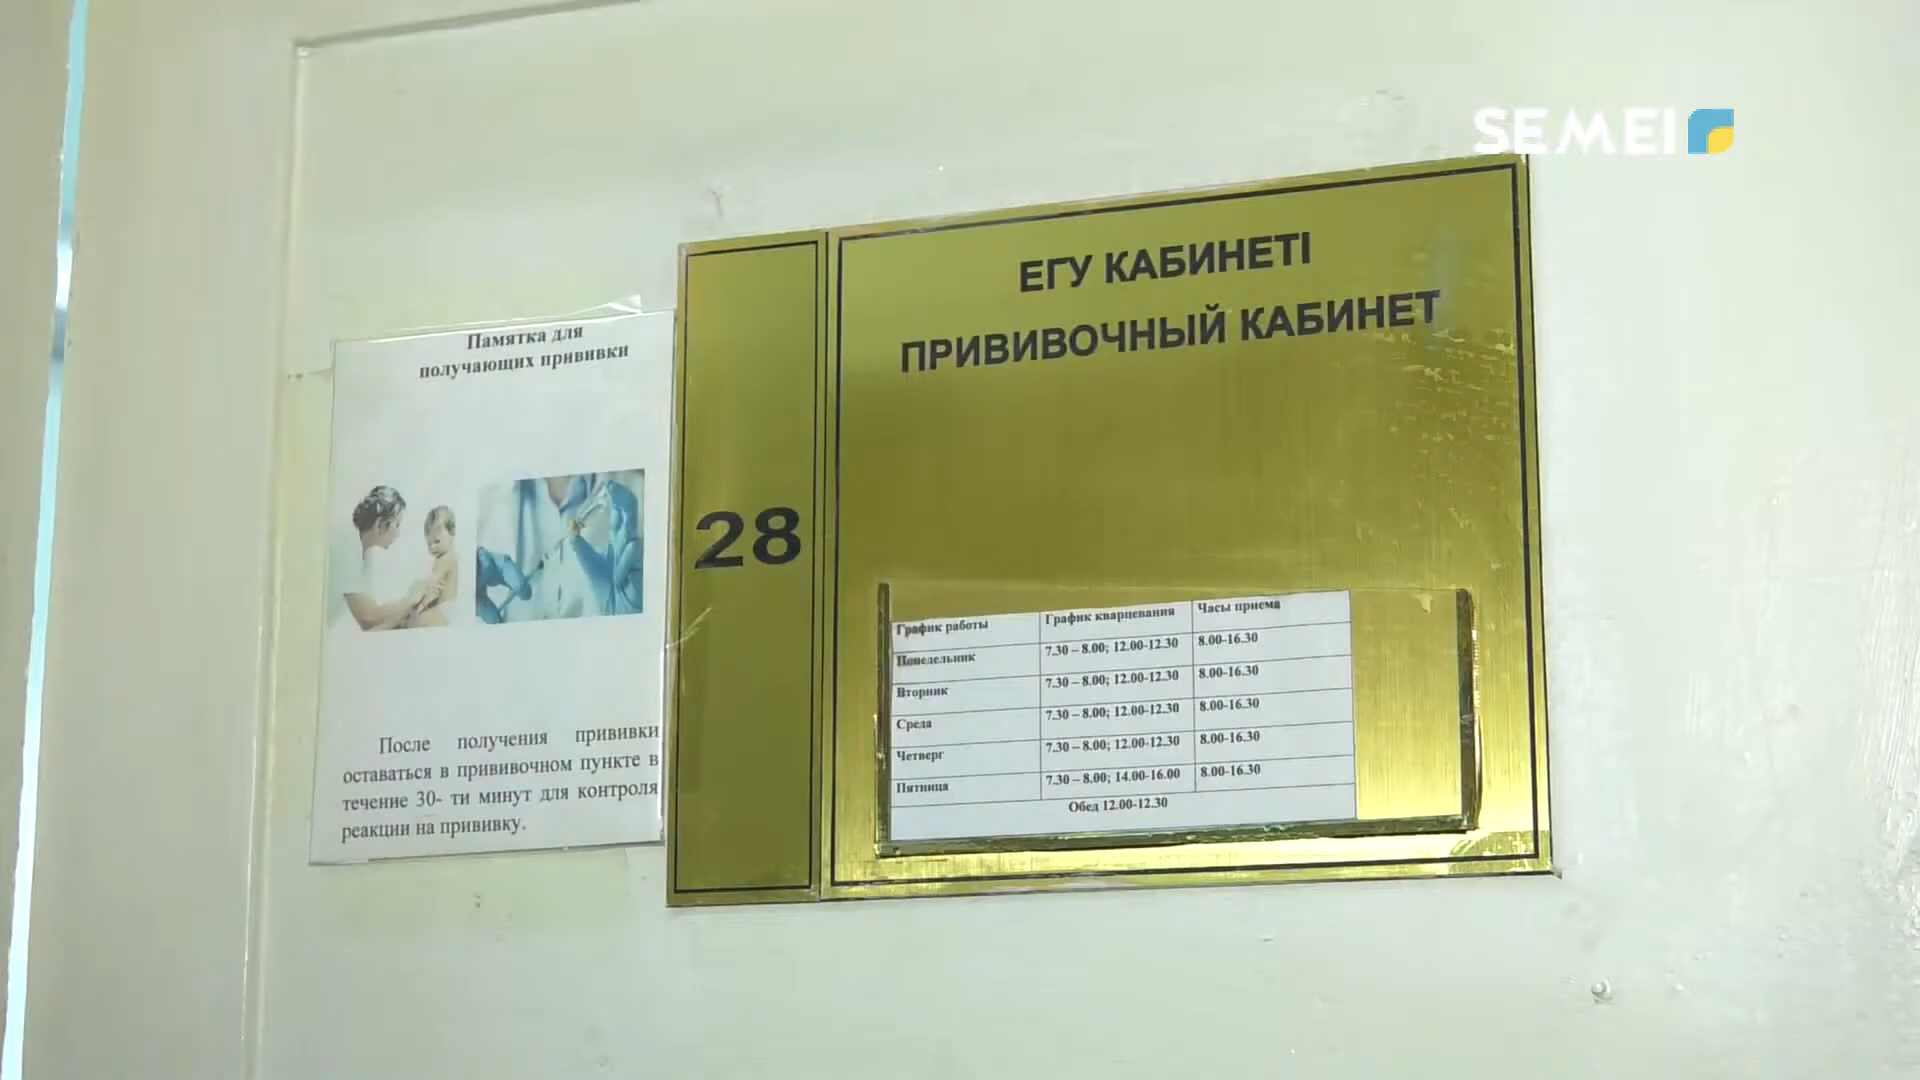 SEMEI
Памятка для
получающих прививки
После получения прививки
оставаться в прививочном пункте в
течение 30- ти минут для контроля
реакции на прививку.
28
ЕГУ КАБИНЕТІ
ПРИВИВОЧНЫЙ КАБИНЕТ
График работы График кварцевания Часы приема
Понедельник 7.30 – 8.00; 12.00-12.30 8.00-16.30
Вторник 7.30 – 8.00; 12.00-12.30 8.00-16.30
Среда 7.30 – 8.00; 12.00-12.30 8.00-16.30
Четверг 7.30 – 8.00; 12.00-12.30 8.00-16.30
Пятница 7.30 – 8.00; 14.00-16.00 8.00-16.30
Обед 12.00-12.30